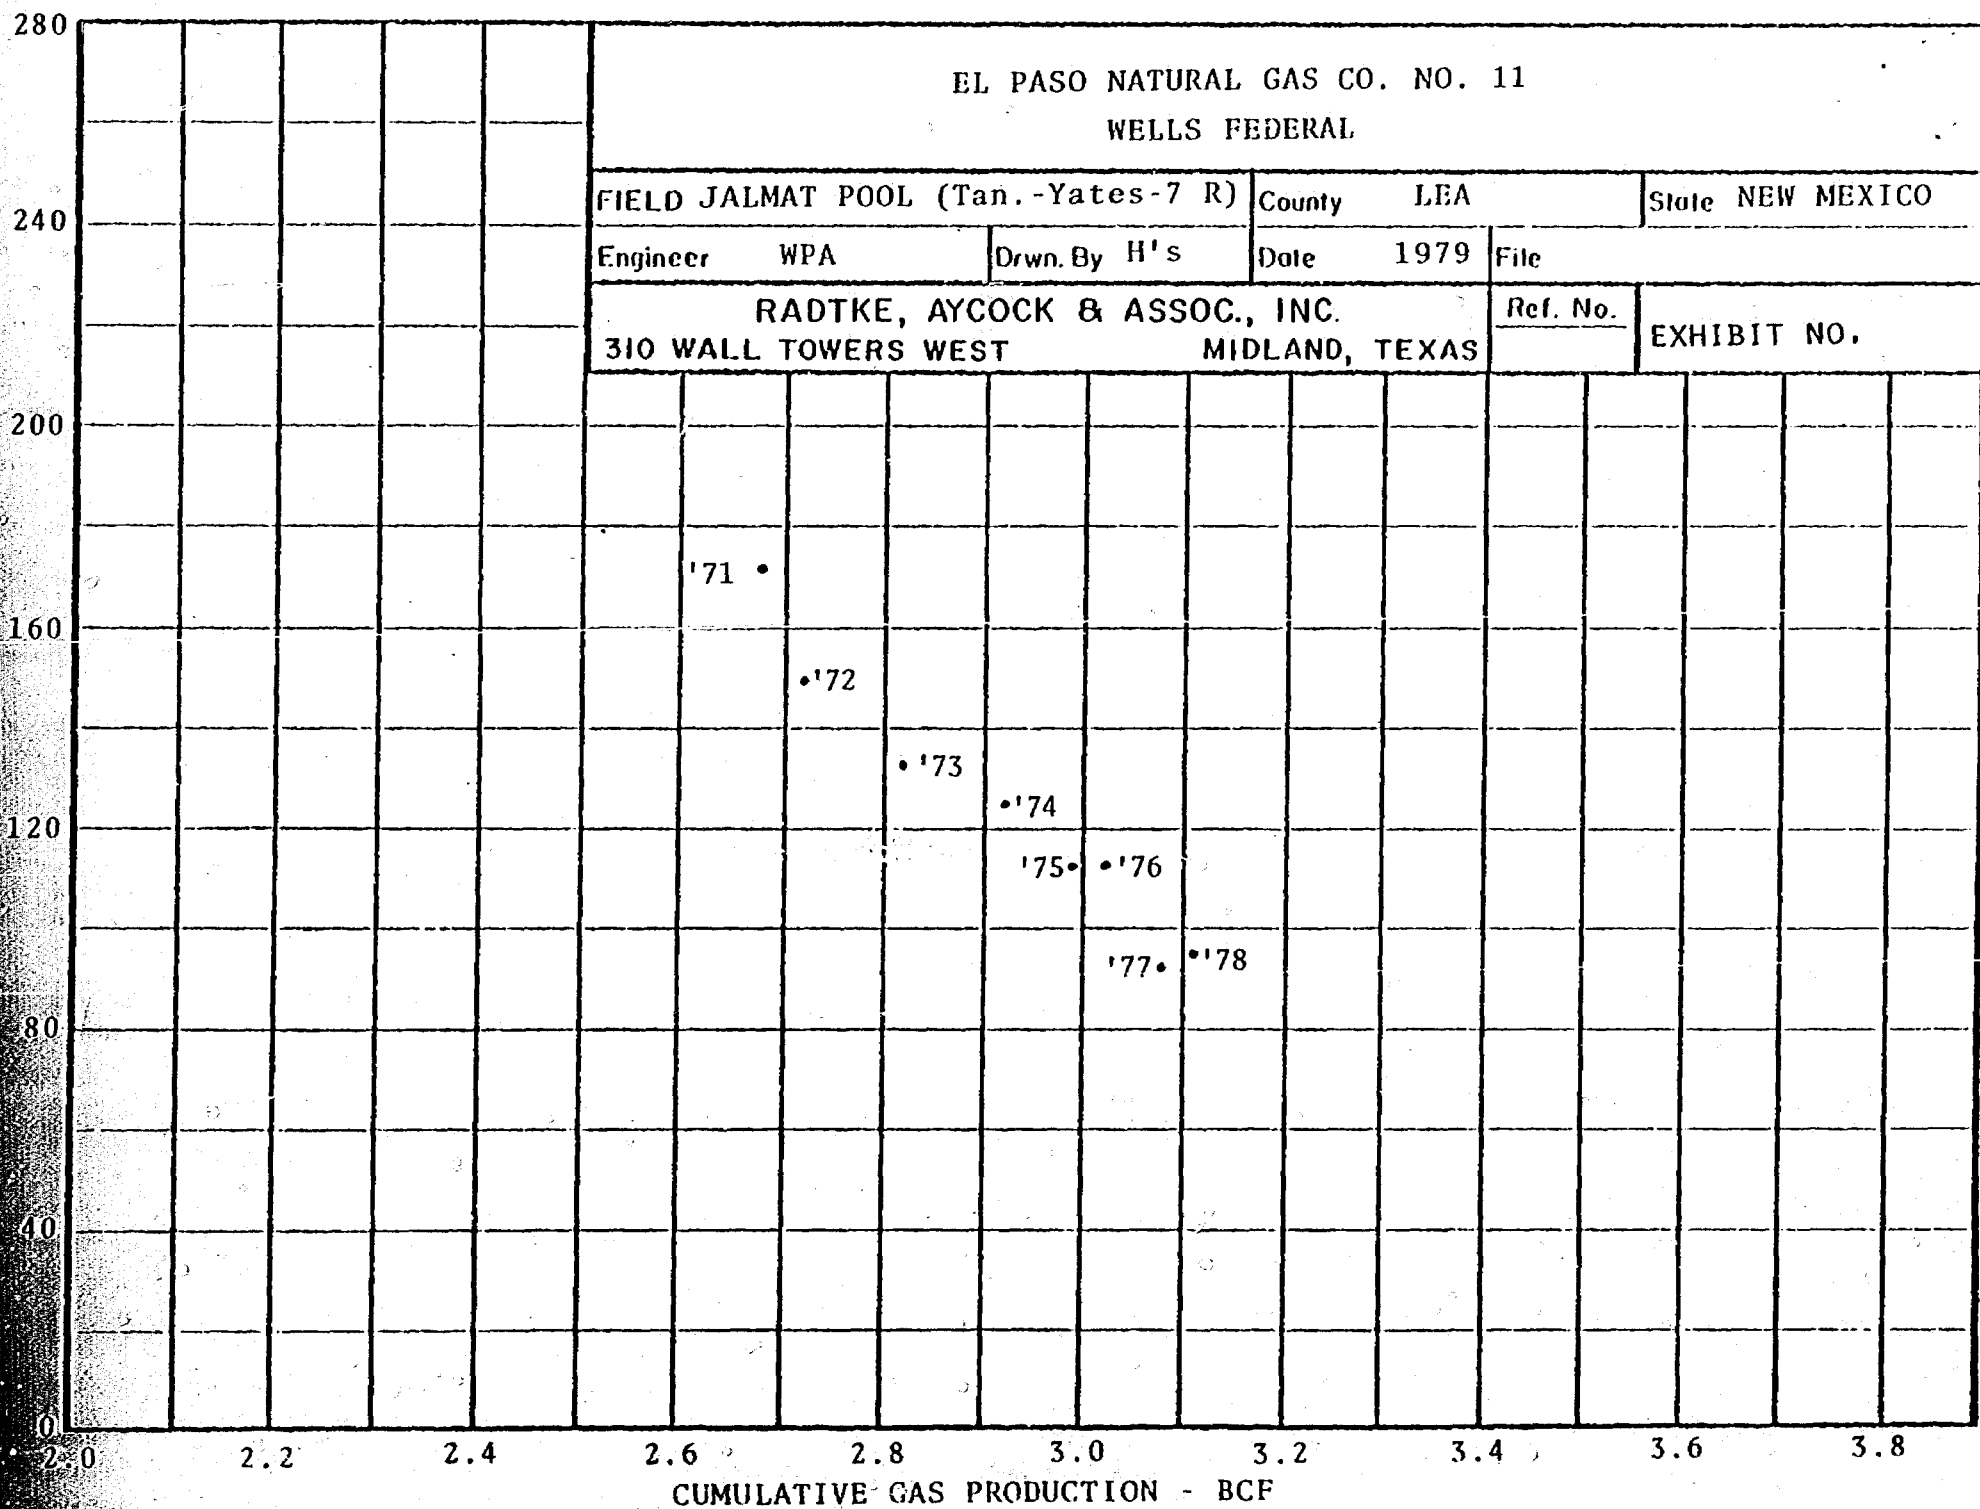 280
EL PASO NATURAL GAS CO. NO. 11
WELLS FEDERAL
FIELD JALMAT POOL (Tan.-Yates-7 R) County LEA State NEW MEXICO
240
Engineer WPA Drwn. By H's Date 1979 File
RADTKE, AYCOCK & ASSOC., INC. Ref. No.
310 WALL TOWERS WEST MIDLAND, TEXAS EXHIBIT NO.
200
'71
160
'72
'73
'74
120
'75 '76
'77 '78
80
40
0
2.0 2.2 2.4 2.6 2.8 3.0 3.2 3.4 3.6 3.8
CUMULATIVE GAS PRODUCTION - BCF